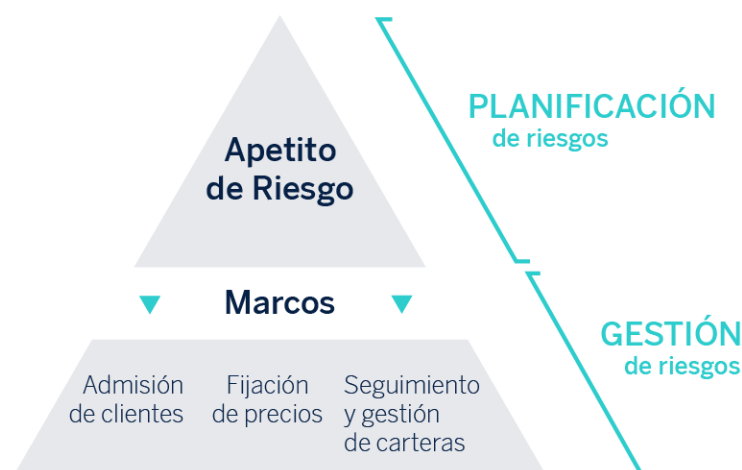 Apetito
de Riesgo
PLANIFICACIÓN
de riesgos
Marcos
GESTIÓN
de riesgos
Admisión
de clientes
Fijación
de precios
Seguimiento
y gestión
de carteras